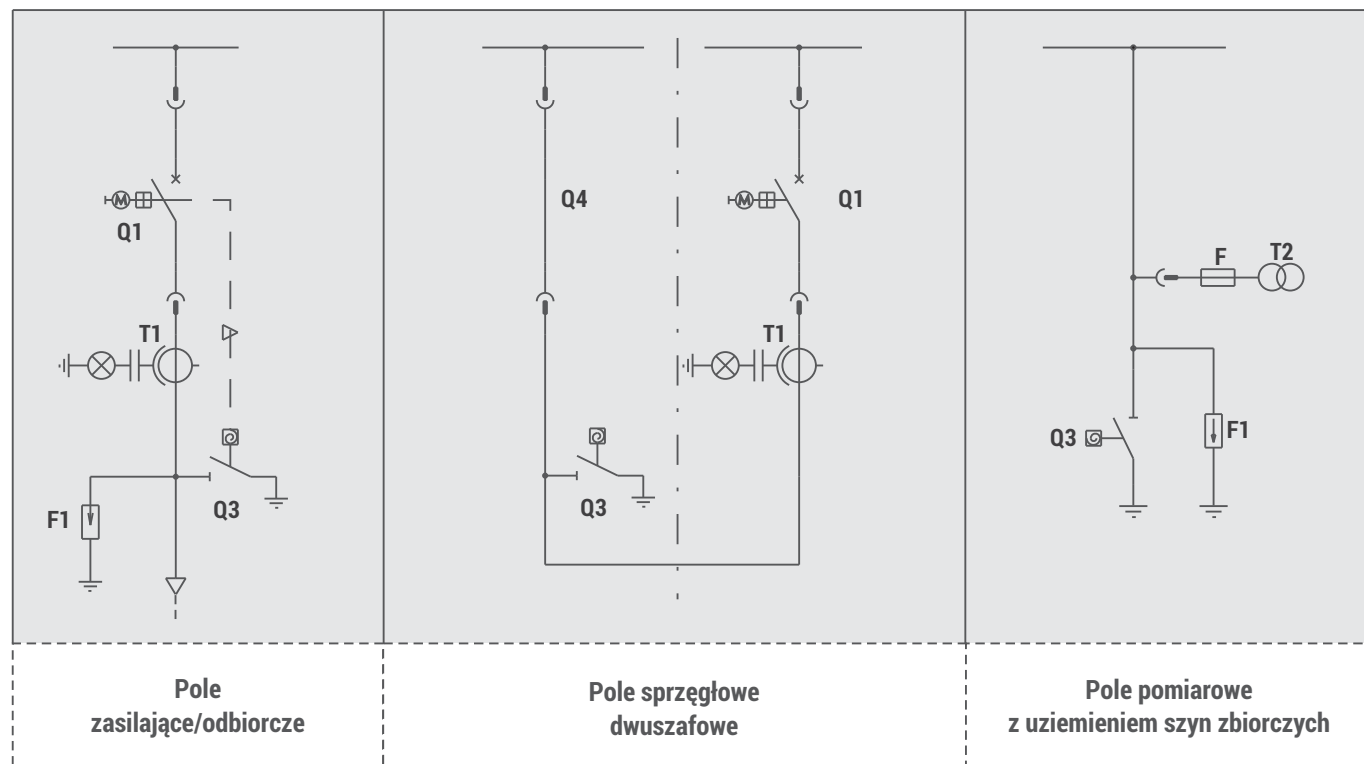 M
Q1
T1
F1
Q3
Pole
zasilające/odbiorcze
Q4
M
Q1
T1
Q3
Pole sprzęgłowe
dwuszafowe
F
T2
Q3
F1
Pole pomiarowe
z uziemieniem szyn zbiorczych